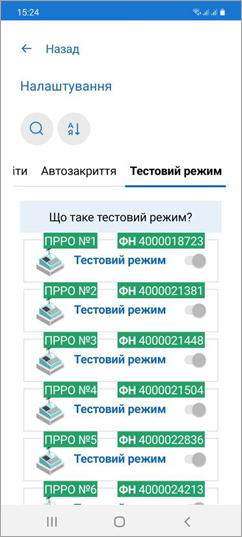 15:24
Назад
Налаштування
А
Я
іти Автозакриття Тестовий режим
Що таке тестовий режим?
ПРРО №1 ФН 4000018723
Тестовий режим
ПРРО №2 ФН 4000021381
Тестовий режим
ПРРО №3 ФН 4000021448
Тестовий режим
ПРРО №4 ФН 4000021504
Тестовий режим
ПРРО №5 ФН 4000022836
Тестовий режим
ПРРО №6 ФН 4000024213